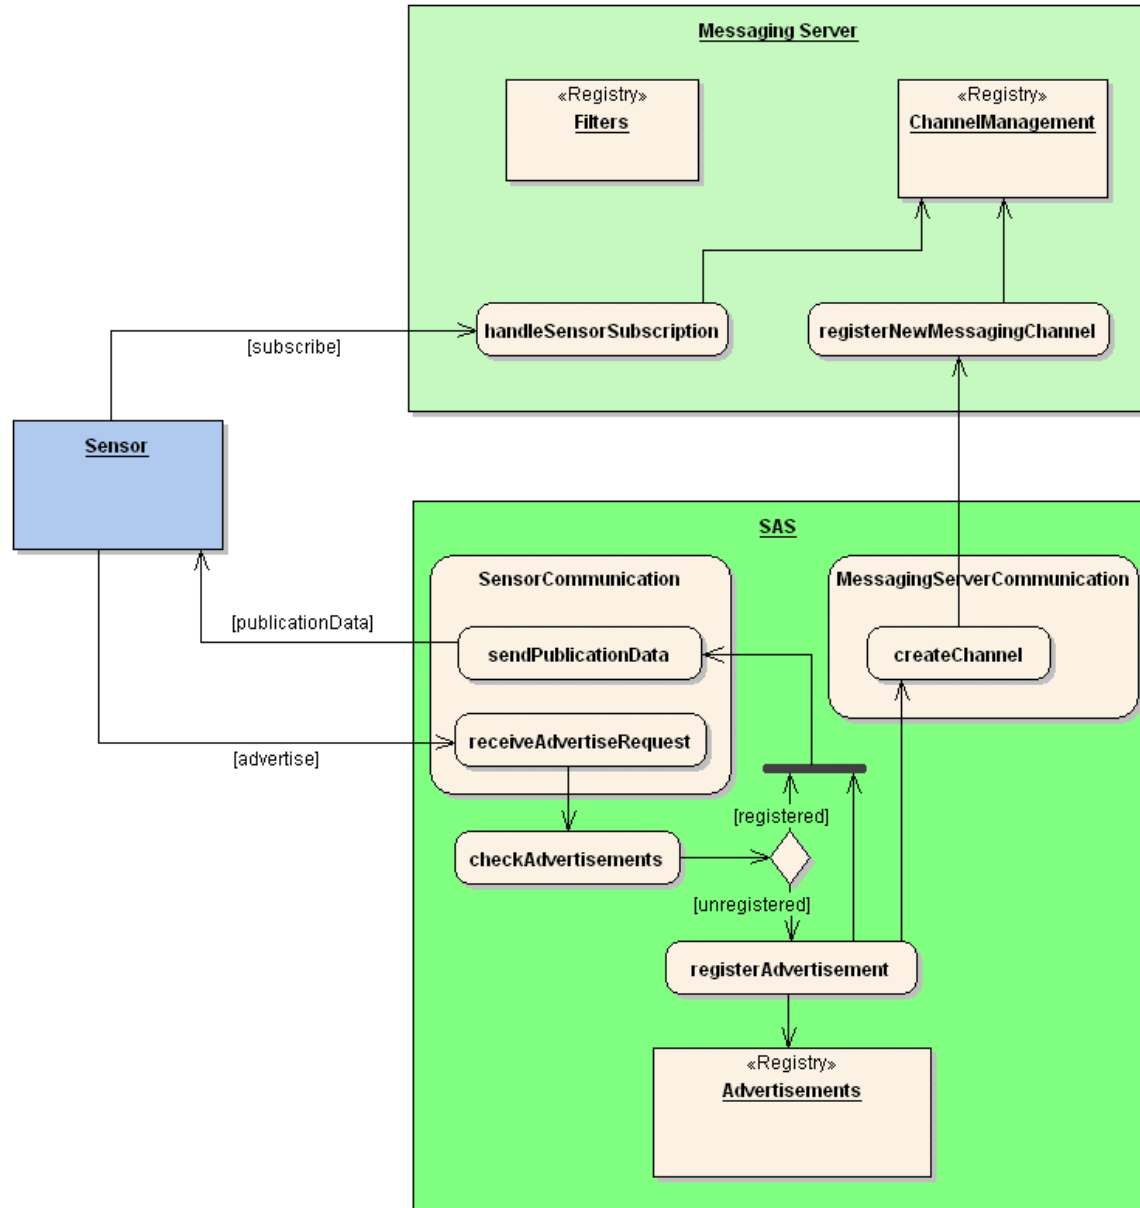 Messaging Server
«Registry»
Filters
«Registry»
ChannelManagement
handleSensorSubscription
registerNewMessagingChannel
[subscribe]
Sensor
SAS
SensorCommunication
MessagingServerCommunication
[publicationData]
sendPublicationData
createChannel
receiveAdvertiseRequest
[advertise]
[registered]
checkAdvertisements
[unregistered]
registerAdvertisement
«Registry»
Advertisements